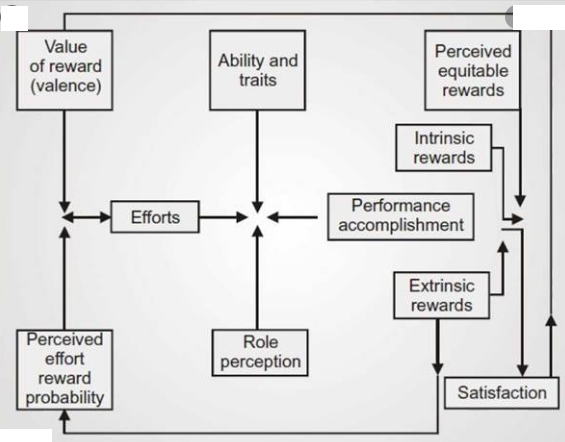 Value
of reward
(valence)
Ability and
traits
Perceived
equitable
rewards
Intrinsic
rewards
Efforts
Performance
accomplishment
Extrinsic
rewards
Perceived
effort
reward
probability
Role
perception
Satisfaction